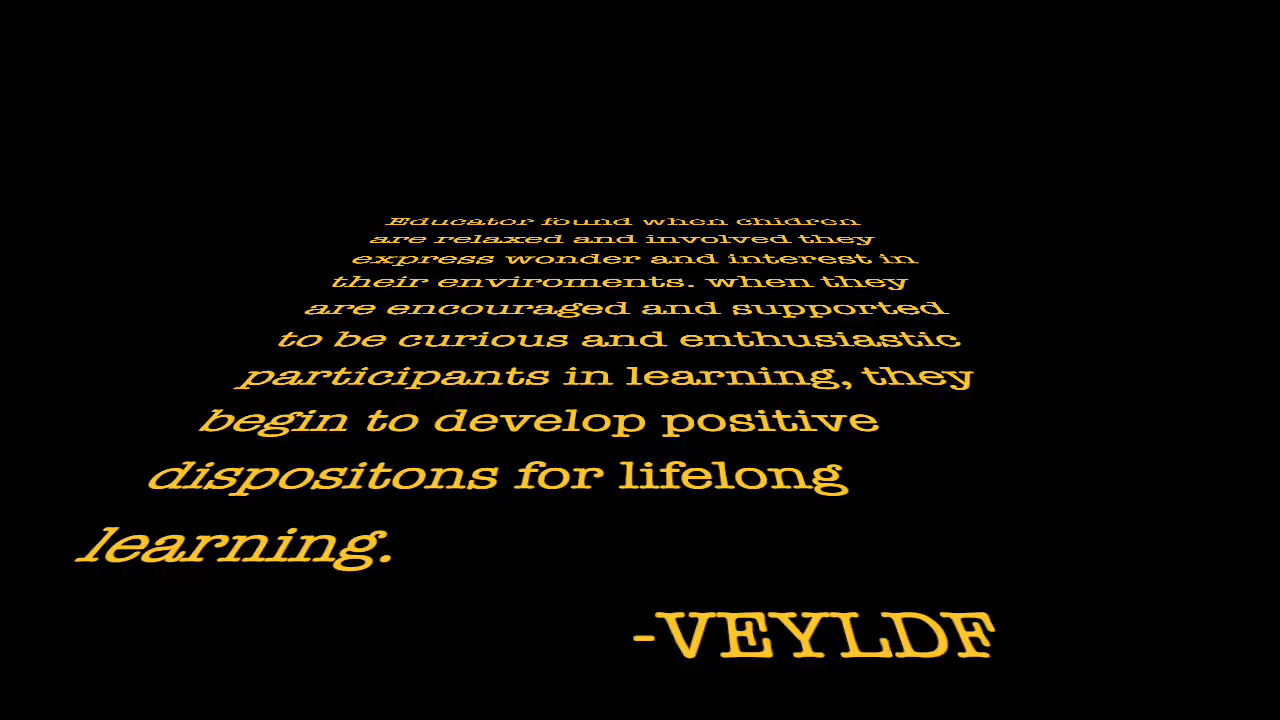 Educator found when chidren
are relaxed and involved they
express wonder and interest in
their enviroments. when they
are encouraged and supported
to be curious and enthusiastic
participants in learning, they
begin to develop positive
dispositons for lifelong
learning.
-VEYLDF